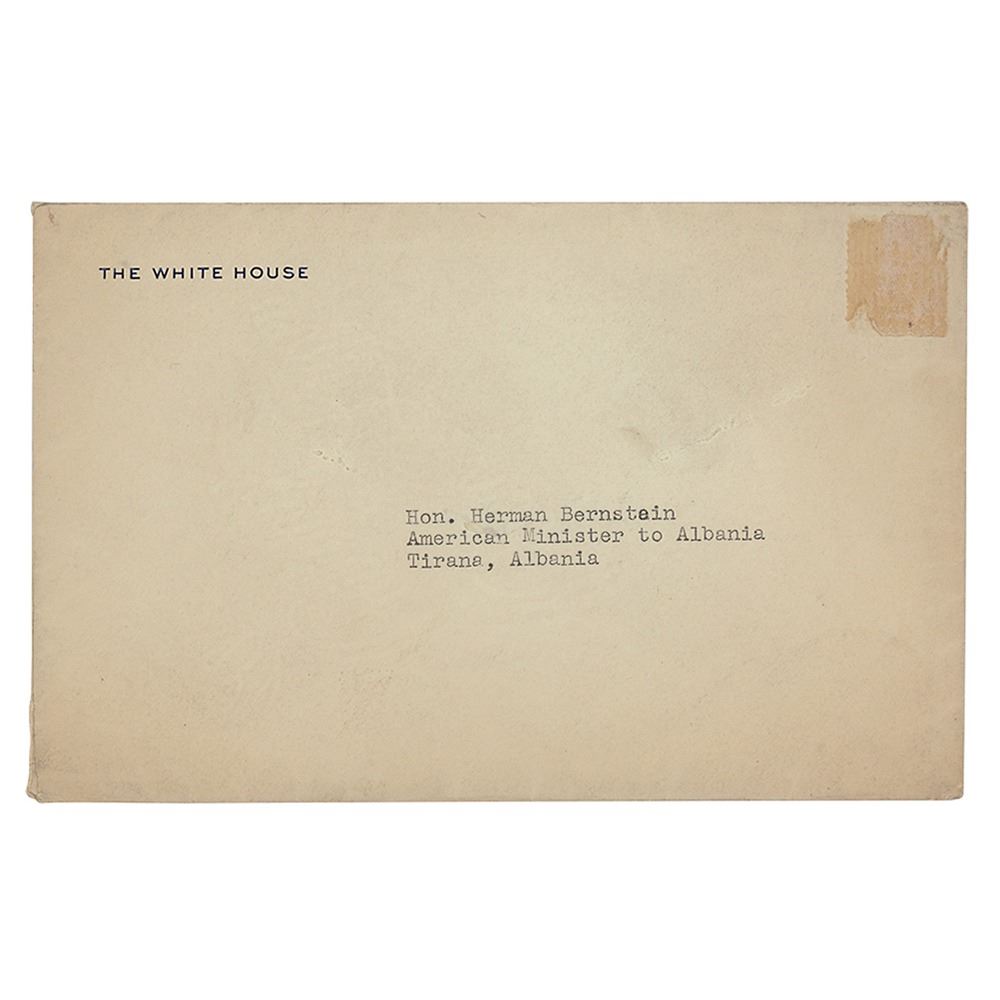 THE WHITE HOUSE
Hon. Herman Bernstein
American Minister to Albania
Tirana, Albania